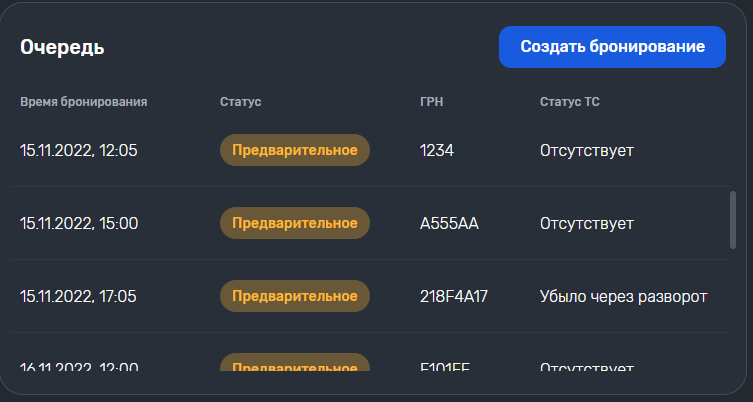 Очередь
Создать бронирование
Время бронирования Статус ГРН Статус ТС
15.11.2022, 12:05 Предварительное 1234 Отсутствует
15.11.2022, 15:00 Предварительное A555AA Отсутствует
15.11.2022, 17:05 Предварительное 218F4A17 Убыло через разворот
16.11.2022, 12:00 Предварительное Отсутствует